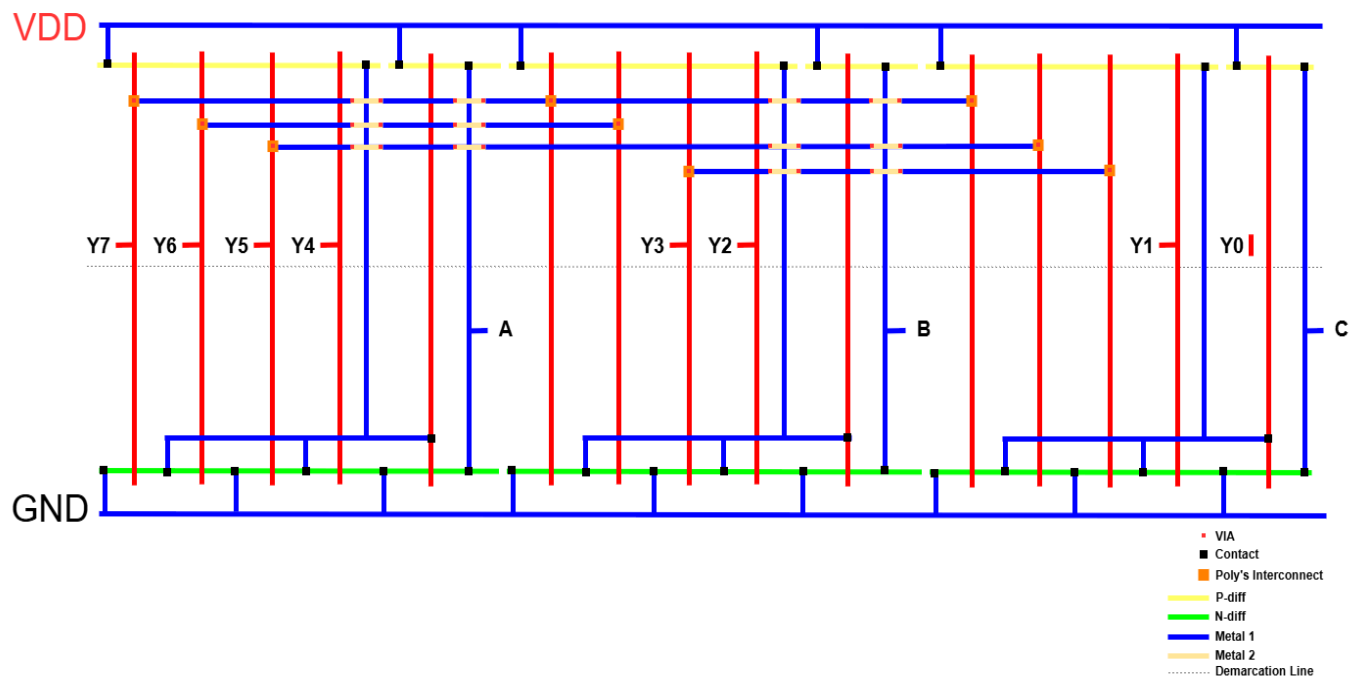 VDD
Y7 Y6 Y5 Y4 Y3 Y2 Y1 Y0
A B C
GND
VIA
Contact
Poly's Interconnect
P-diff
N-diff
Metal 1
Metal 2
Demarcation Line